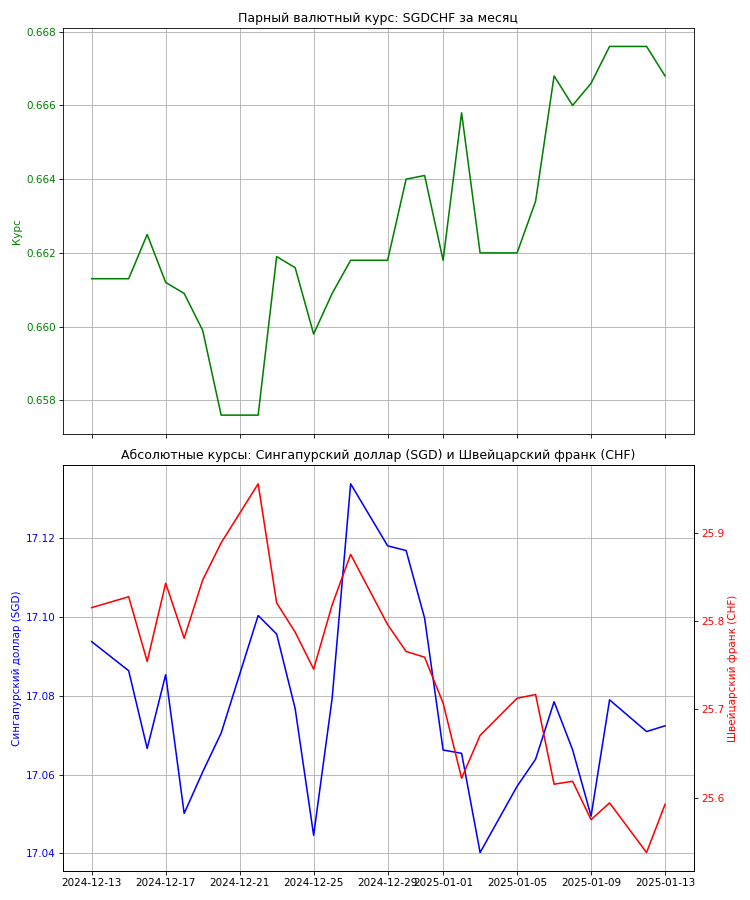 Парный валютный курс: SGDCHF за месяц
0.668
0.666
0.664
0.662
0.660
0.658
Курс
Абсолютные курсы: Сингапурский доллар (SGD) и Швейцарский франк (CHF)
17.12
17.10
17.08
17.06
17.04
Сингапурский доллар (SGD)
25.9
25.8
25.7
25.6
Швейцарский франк (CHF)
2024-12-13 2024-12-17 2024-12-21 2024-12-25 2024-12-29 2025-01-01 2025-01-05 2025-01-09 2025-01-13